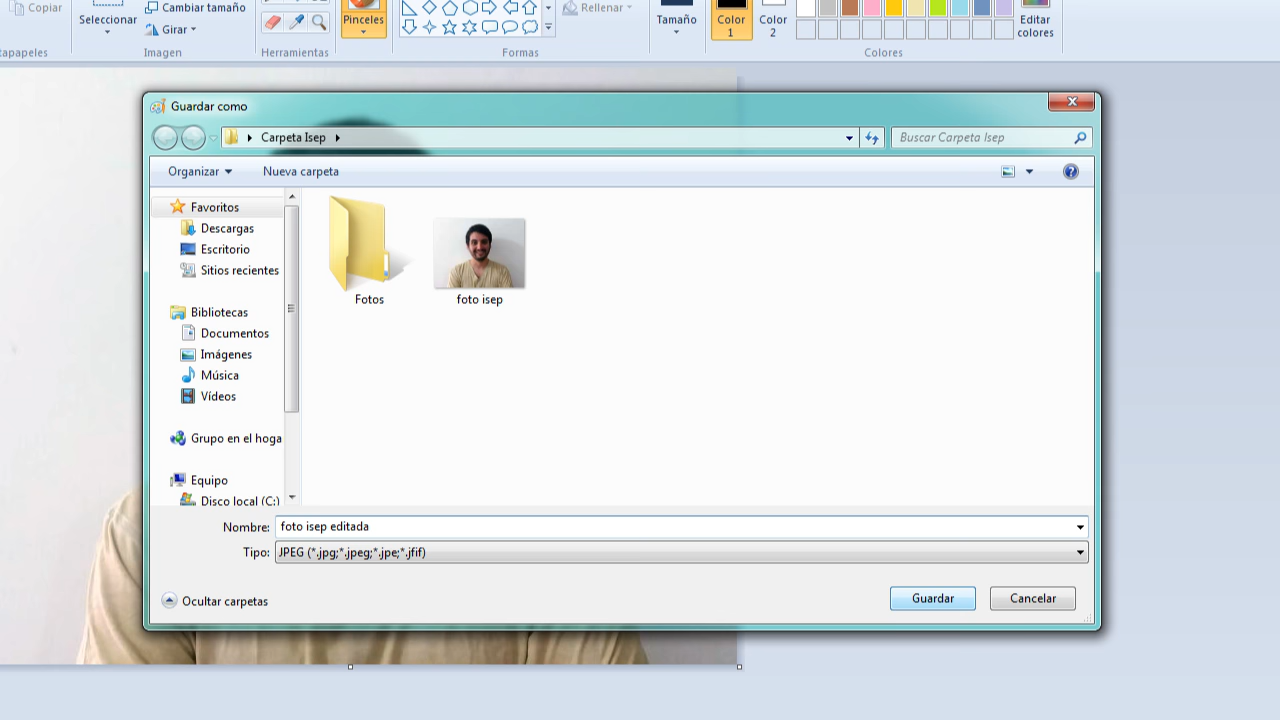 Copiar
Seleccionar
Cambiar tamaño
Girar
Imagen
Herramientas
Pinceles
Formas
Rellenar
Tamaño
Color
1
Color
2
Editar
colores
Colores
Guardar como
Carpeta Isep
Buscar Carpeta Isep
Organizar
Nueva carpeta
Favoritos
Descargas
Escritorio
Sitios recientes
Bibliotecas
Documentos
Imágenes
Música
Vídeos
Grupo en el hoga
Equipo
Disco local (C:)
Fotos
foto isep
Nombre: foto isep editada
Tipo: JPEG (*.jpg;*.jpeg;*.jpe;*.jfif)
Ocultar carpetas
Guardar
Cancelar